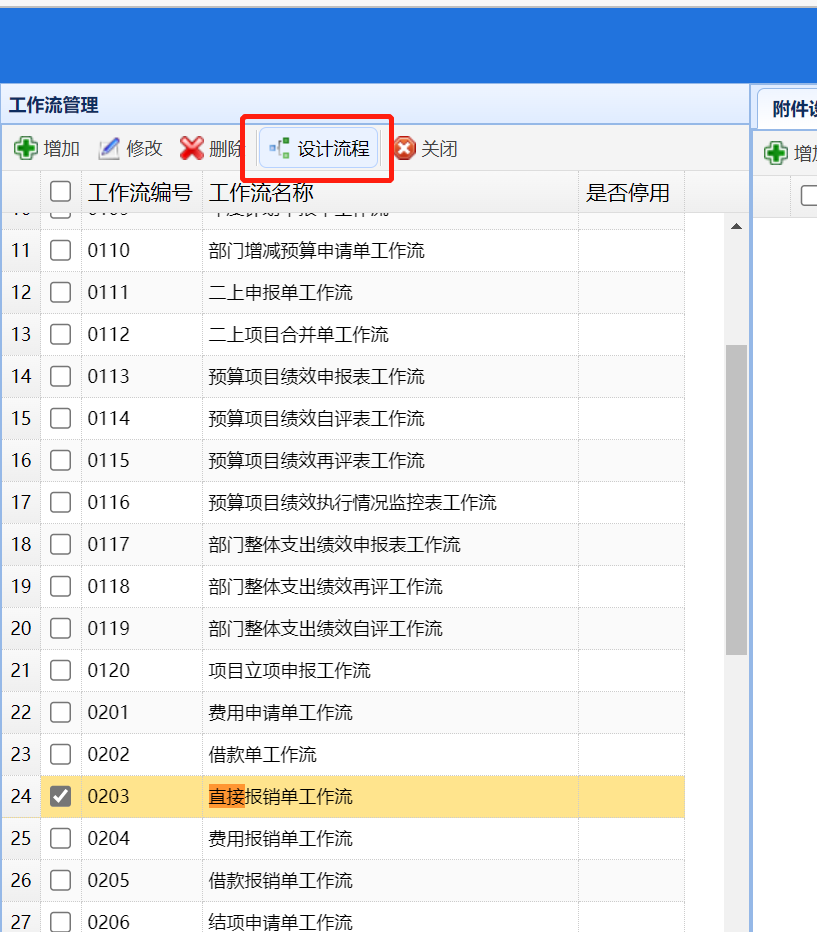 工作流管理
附件
增加 修改 删除 设计流程 关闭
增
工作流编号 工作流名称 是否停用
11 0110 部门增减预算申请单工作流
12 0111 二上申报单工作流
13 0112 二上项目合并单工作流
14 0113 预算项目绩效申报表工作流
15 0114 预算项目绩效自评表工作流
16 0115 预算项目绩效再评表工作流
17 0116 预算项目绩效执行情况监控表工作流
18 0117 部门整体支出绩效申报表工作流
19 0118 部门整体支出绩效再评工作流
20 0119 部门整体支出绩效自评工作流
21 0120 项目立项申报工作流
22 0201 费用申请单工作流
23 0202 借款单工作流
24 0203 直接报销单工作流
25 0204 费用报销单工作流
26 0205 借款报销单工作流
27 0206 结项申请单工作流